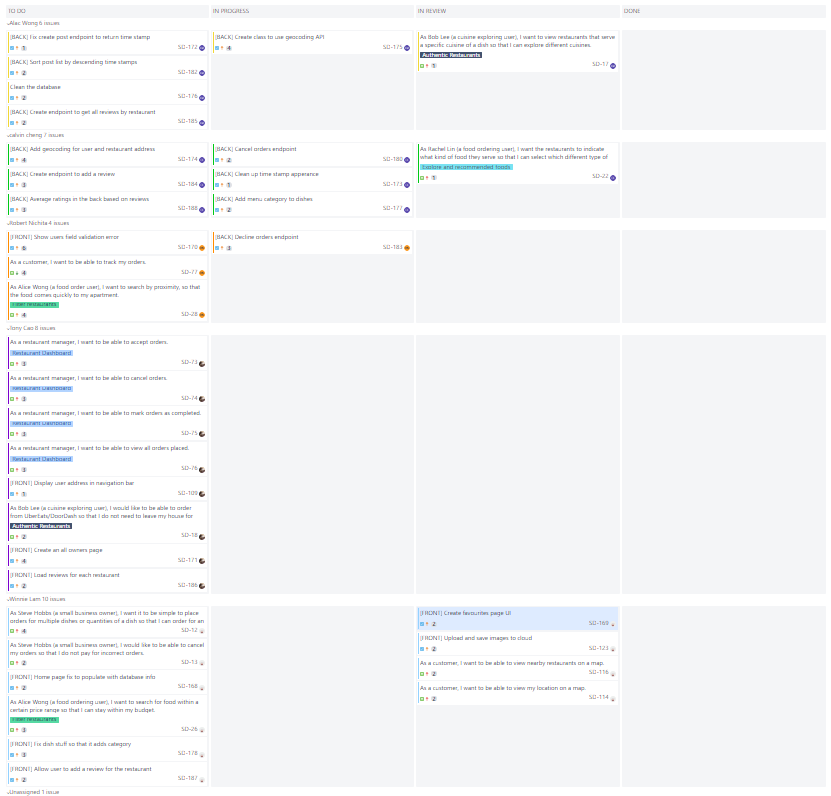 TO DO
IN PROGRESS
IN REVIEW
DONE
Alac Wong 6 issues
[BACK] Fix create post endpoint to return time stamp
1
SD-172
[BACK] Sort post list by descending time stamps
2
SD-182
Clean the database
2
SD-176
[BACK] Create endpoint to get all reviews by restaurant
2
SD-185
[BACK] Create class to use geocoding API
4
SD-175
As Bob Lee (a cuisine exploring user), I want to view restaurants that serve
a specific cuisine of a dish so that I can explore different cuisines.
Authentic Restaurants
1
SD-17
calvin cheng 7 issues
[BACK] Add geocoding for user and restaurant address
4
SD-174
[BACK] Create endpoint to add a review
3
SD-184
[BACK] Average ratings in the back based on reviews
3
SD-188
[BACK] Cancel orders endpoint
2
SD-180
[BACK] Clean up time stamp apperance
1
SD-173
[BACK] Add menu category to dishes
2
SD-177
As Rachel Lin (a food ordering user), I want the restaurants to indicate
what kind of food they serve so that I can select which different type of
Explore and recommended foods
1
SD-22
Robert Nichita 4 issues
[FRONT] Show users field validation error
6
SD-170
As a customer, I want to be able to track my orders.
4
SD-77
As Alice Wong (a food order user), I want to search by proximity, so that
the food comes quickly to my apartment.
Filter Restaurants
4
SD-28
[BACK] Decline orders endpoint
3
SD-183
Tony Cao 8 issues
As a restaurant manager, I want to be able to accept orders.
Restaurant Dashboard
3
SD-73
As a restaurant manager, I want to be able to cancel orders.
Restaurant Dashboard
3
SD-74
As a restaurant manager, I want to be able to mark orders as completed.
Restaurant Dashboard
3
SD-75
As a restaurant manager, I want to be able to view all orders placed.
Restaurant Dashboard
3
SD-76
[FRONT] Display user address in navigation bar
1
SD-109
As Bob Lee (a cuisine exploring user), I would like to be able to order
from UberEats/DoorDash so that I do not need to leave my house for
Authentic Restaurants
2
SD-18
[FRONT] Create an all owners page
4
SD-171
[FRONT] Load reviews for each restaurant
2
SD-186
Winnie Lam 10 issues
As Steve Hobbs (a small business owner), I want it to be simple to place
orders for multiple dishes or quantities of a dish so that I can order for an
4
SD-12
As Steve Hobbs (a small business owner), I would like to be able to cancel
my orders so that I do not pay for incorrect orders.
2
SD-13
[FRONT] Home page fix to populate with database info
2
SD-168
As Alice Wong (a food ordering user), I want to search for food within a
certain price range so that I can stay within my budget.
Filter Restaurants
3
SD-26
[FRONT] Fix dish stuff so that it adds category
3
SD-178
[FRONT] Allow user to add a review for the restaurant
2
SD-187
[FRONT] Create favourites page UI
2
SD-169
[FRONT] Upload and save images to cloud
2
SD-123
As a customer, I want to be able to view nearby restaurants on a map.
2
SD-116
As a customer, I want to be able to view my location on a map.
2
SD-114
Unassigned 1 issue